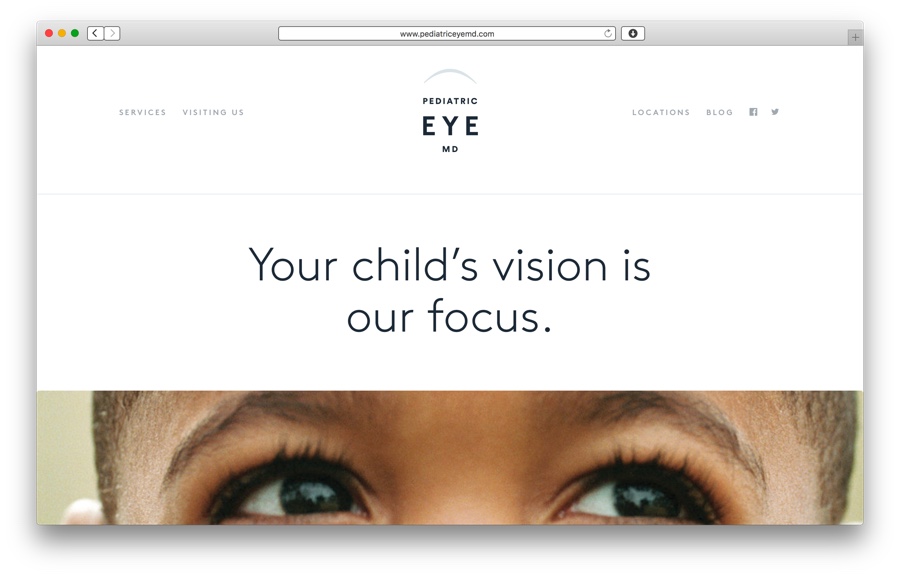 www.pediatriceyemd.com
SERVICES
VISITING US
PEDIATRIC
EYE
MD
LOCATIONS
BLOG
Your child's vision is
our focus.